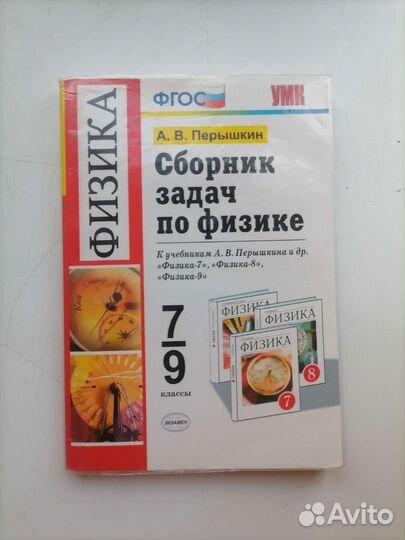 ФИЗИКА
ФГОС
УМК
А. В. Перышкин
Сборник
задач
по физике
К учебникам А. В. Перышкина и др.
«Физика-7», «Физика-8»,
«Физика-9»
7
9
классы
ЭКЗАМЕН
ФИЗИКА
ФИЗИКА
8
ФИЗИКА
7
Avito